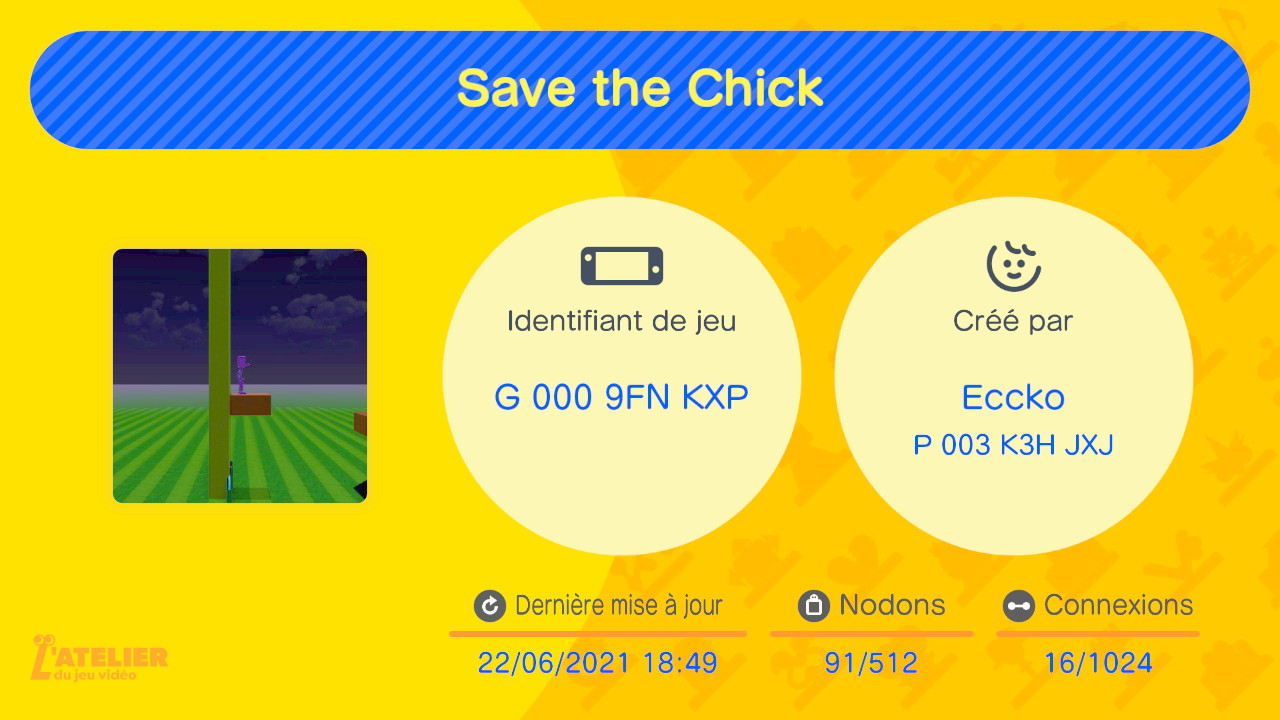 Save the Chick
Identifiant de jeu
G 000 9FN KXP
Créé par
Eccko
P 003 K3H JXJ
Dernière mise à jour
22/06/2021 18:49
Nodons
91/512
Connexions
16/1024
L'ATELIER
du jeu vidéo